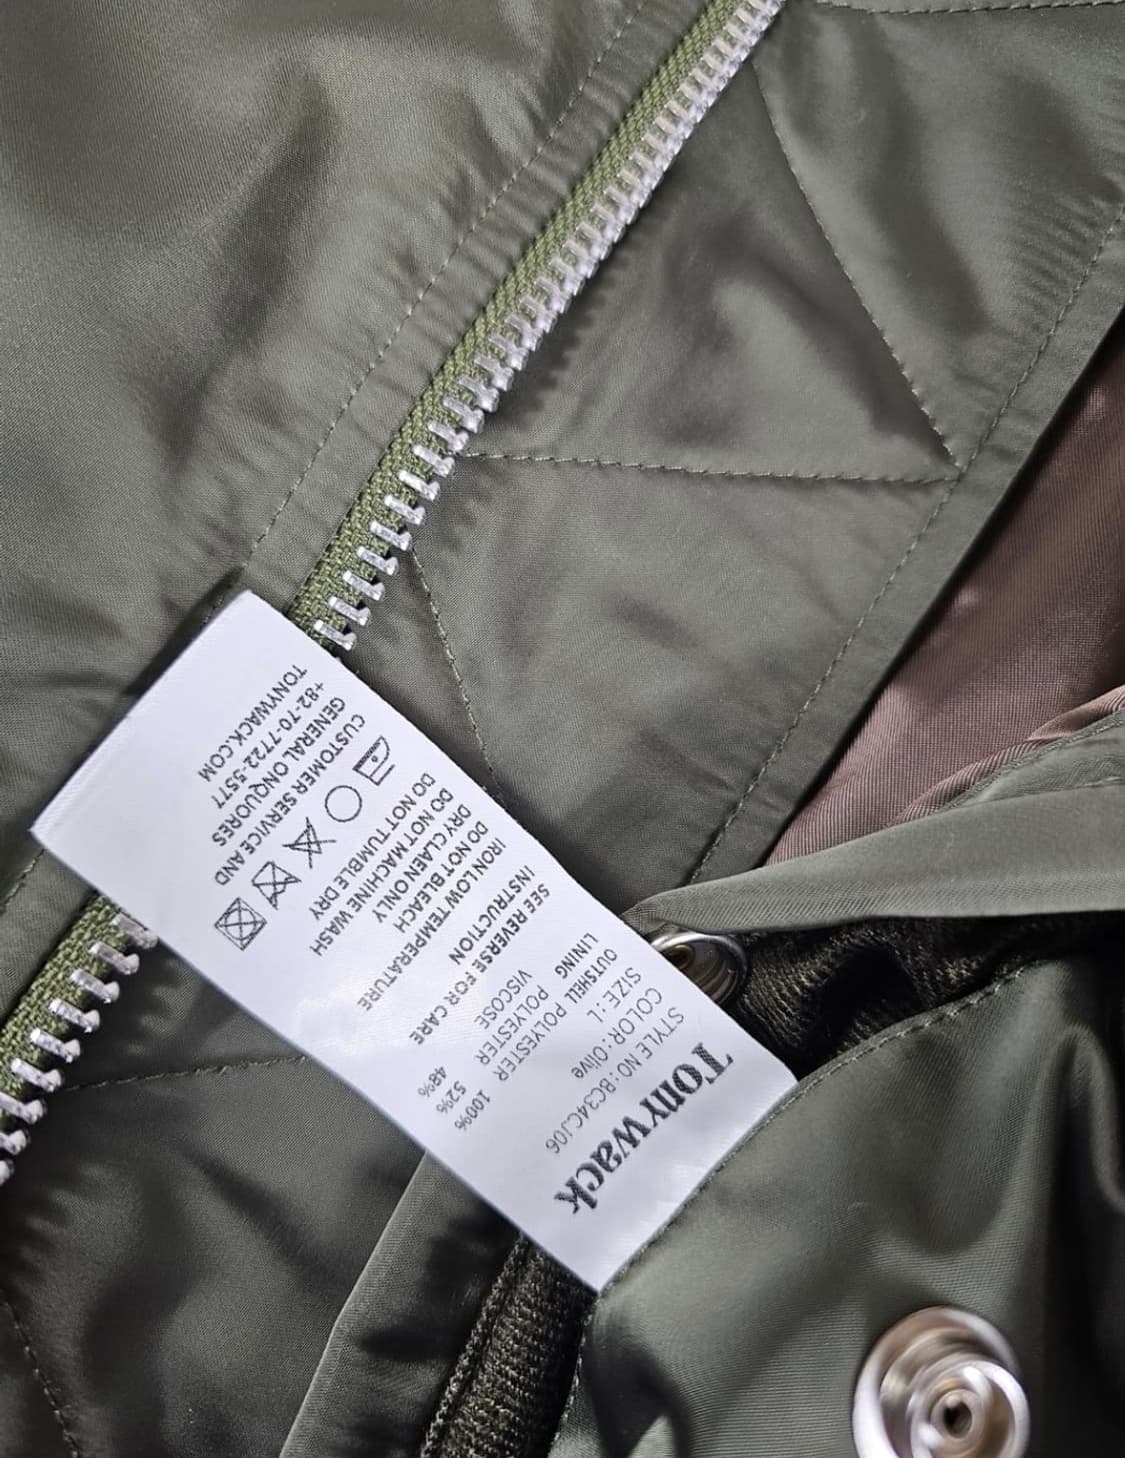 Tonywack
STYLE NO : BC34CJ06
COLOR : Olive
SIZE : L
OUTSHELL POLYESTER 100%
LINING POLYESTER 52%
VISCOSE 48%
SEE REVERSE FOR CARE
INSTRUCTION
IRON LOW TEMPERATURE
DO NOT BLEACH
DRY CLAEN ONLY
DO NOT MACHINE WASH
DO NOT TUMBLE DRY
CUSTOMER SERVICE AND
GENERAL ONQUORES
+82-70-7722-5577
TONYWACK.COM